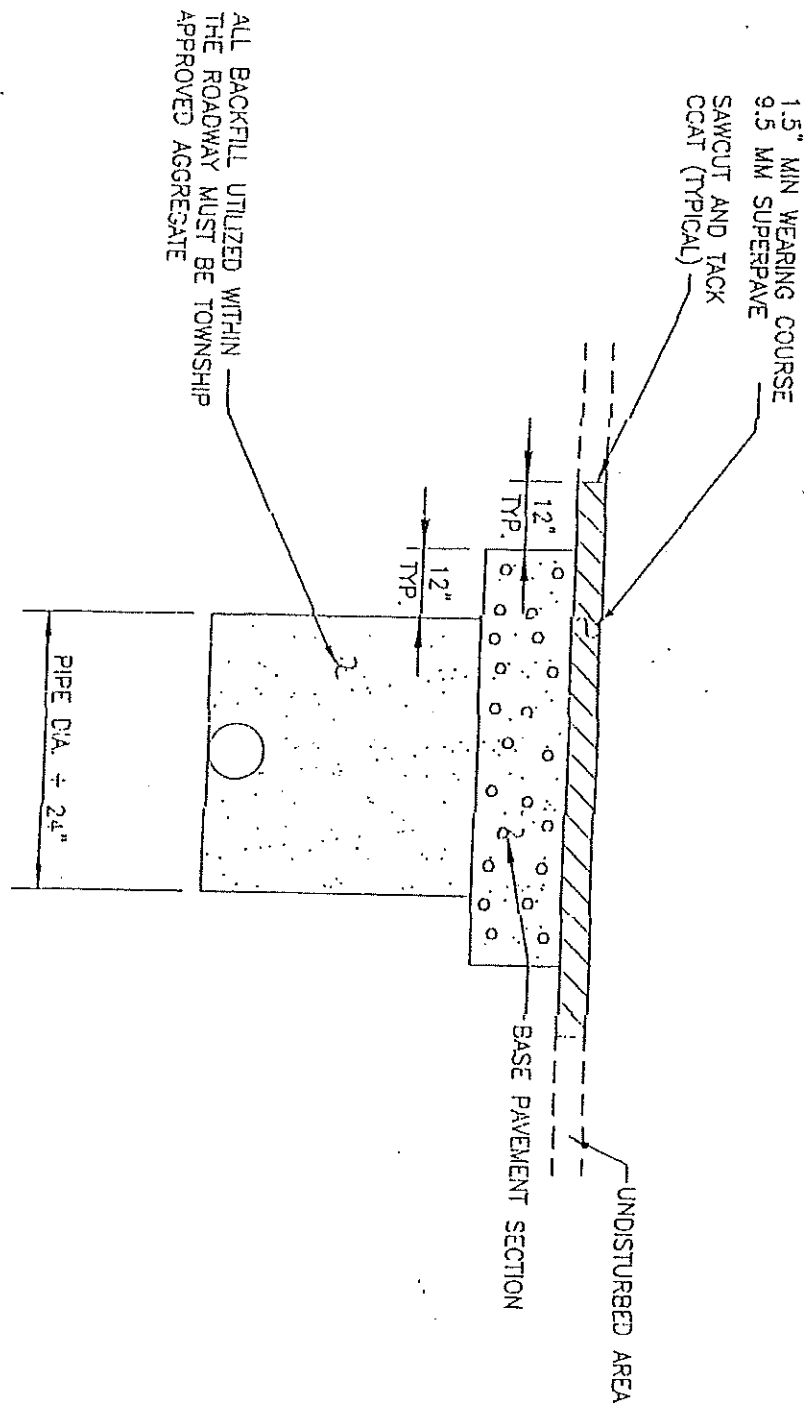 1.5" MIN WEARING COURSE
9.5 MM SUPERPAVE
SAWCUT AND TACK
CCAT (TYPICAL)
UNDISTURBED AREA
12"
TYP.
12"
TYP.
BASE PAVEMENT SECTION
ALL BACKFILL UTILIZED WITHIN
THE ROADWAY MUST BE TOWNSHIP
APPROVED AGGREGATE
PIPE DIA. + 24"